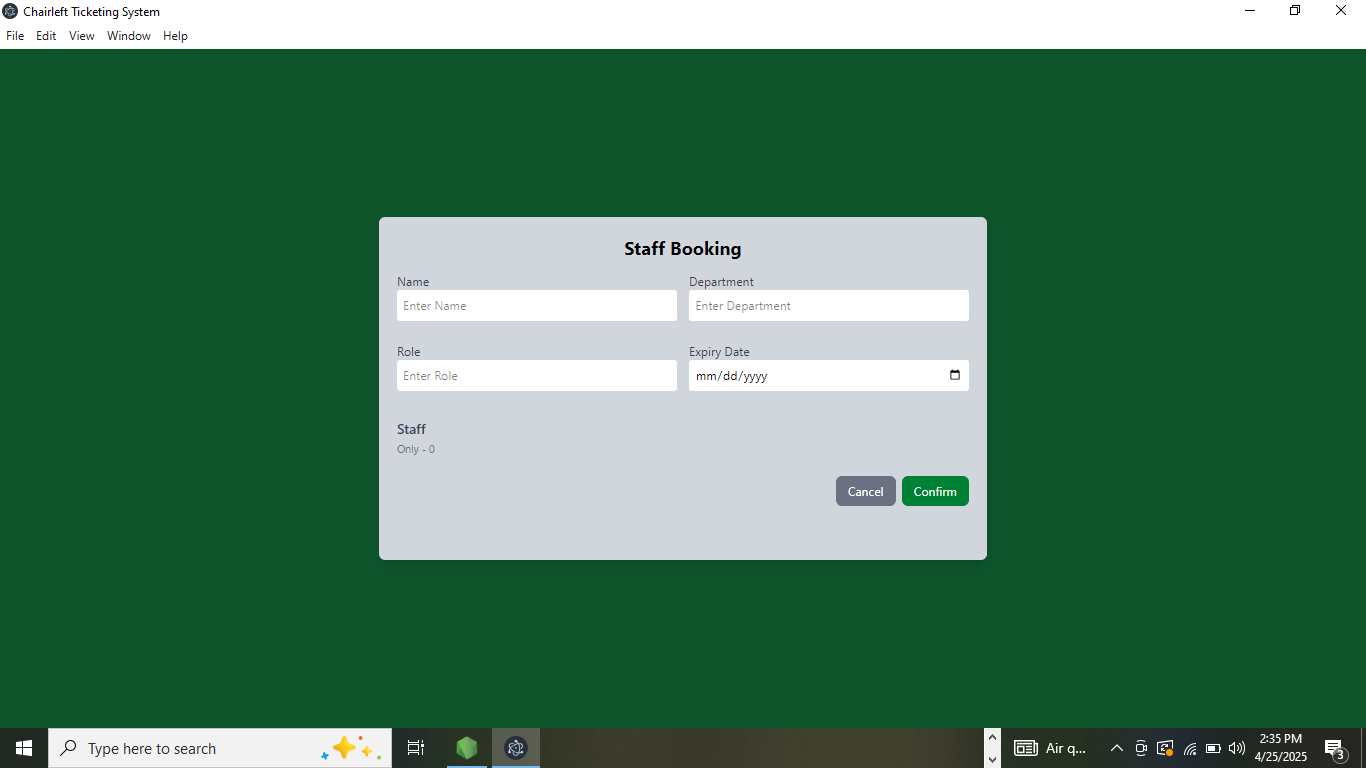 Chairleft Ticketing System
File Edit View Window Help
Staff Booking
Name Department
Enter Name Enter Department
Role Expiry Date
Enter Role mm/dd/yyyy
Staff
Only - 0
Cancel Confirm
Type here to search
Air q...
2:35 PM
4/25/2025
3